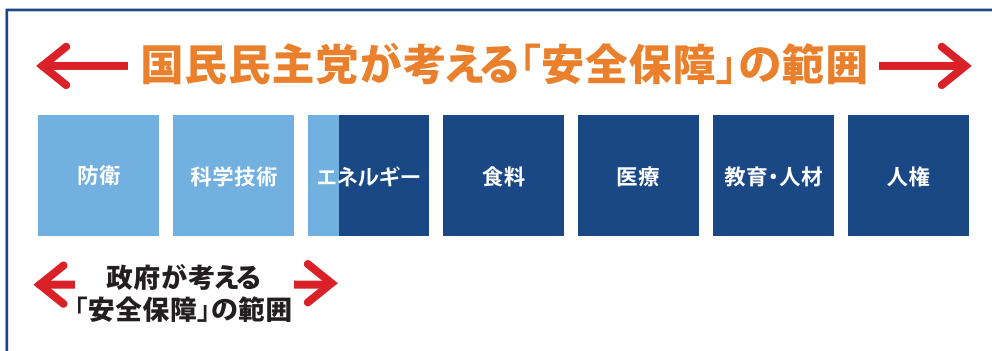 国民民主党が考える「安全保障」の範囲
防衛
科学技術
エネルギー
食料
医療
教育・人材
人権
政府が考える
「安全保障」の範囲